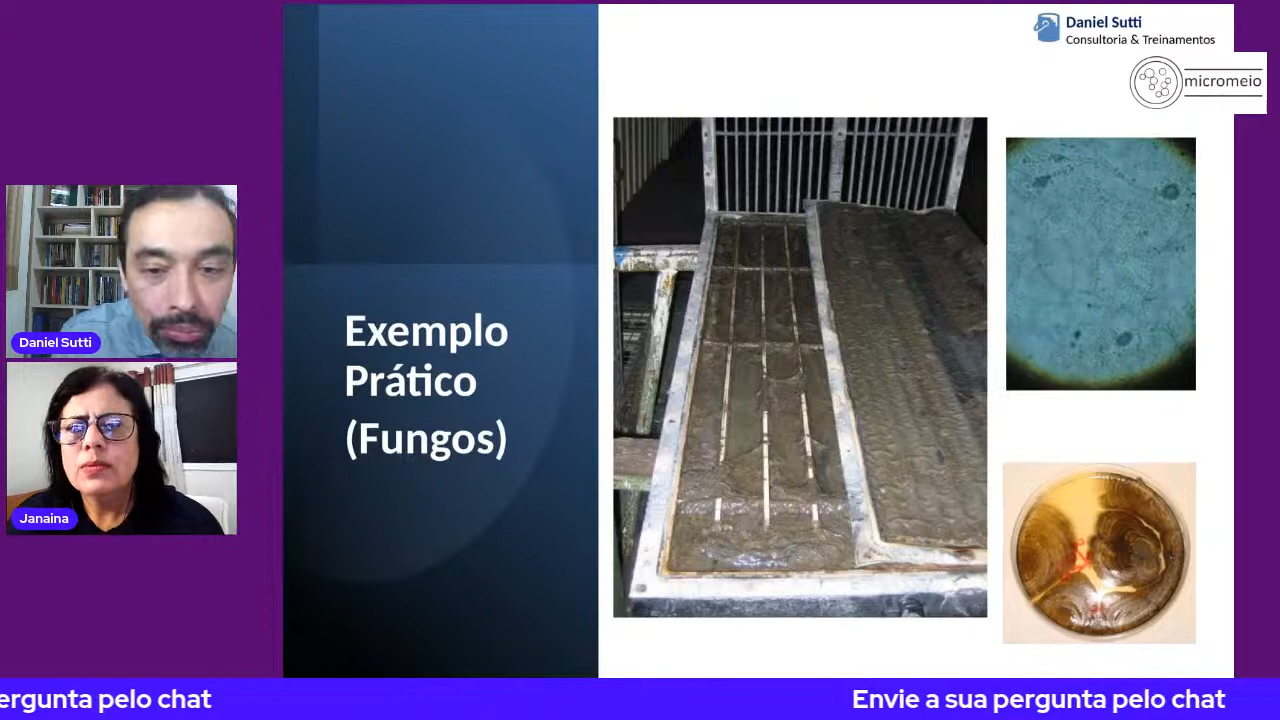 Daniel Sutti
Consultoria & Treinamentos
micromeio
Exemplo
Prático
(Fungos)
Daniel Sutti
Janaina
ergunta pelo chat
Envie a sua pergunta pelo chat